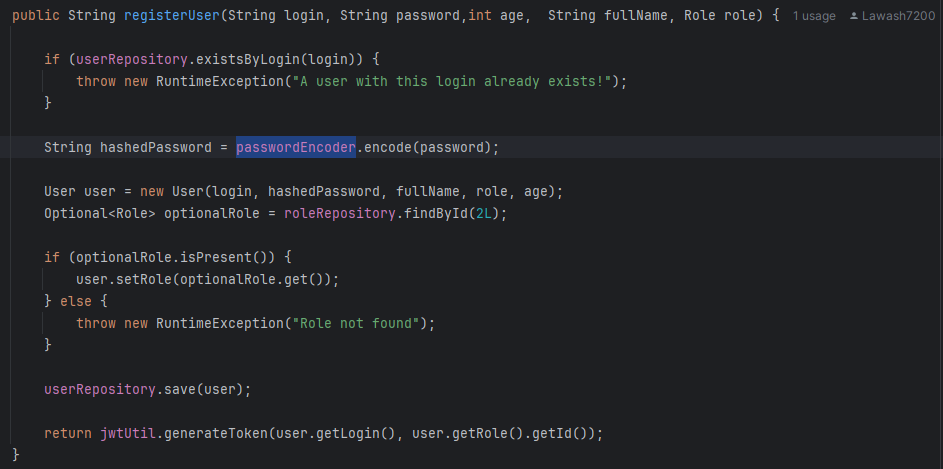 public String registerUser(String login, String password,int age,  String fullName, Role role) { 1 usage Lawash7200
if (userRepository.existsByLogin(login)) {
throw new RuntimeException("A user with this login already exists!");
}
String hashedPassword = passwordEncoder.encode(password);
User user = new User(login, hashedPassword, fullName, role, age);
Optional<Role> optionalRole = roleRepository.findById(2L);
if (optionalRole.isPresent()) {
user.setRole(optionalRole.get());
} else {
throw new RuntimeException("Role not found");
}
userRepository.save(user);
return jwtUtil.generateToken(user.getLogin(), user.getRole().getId());
}